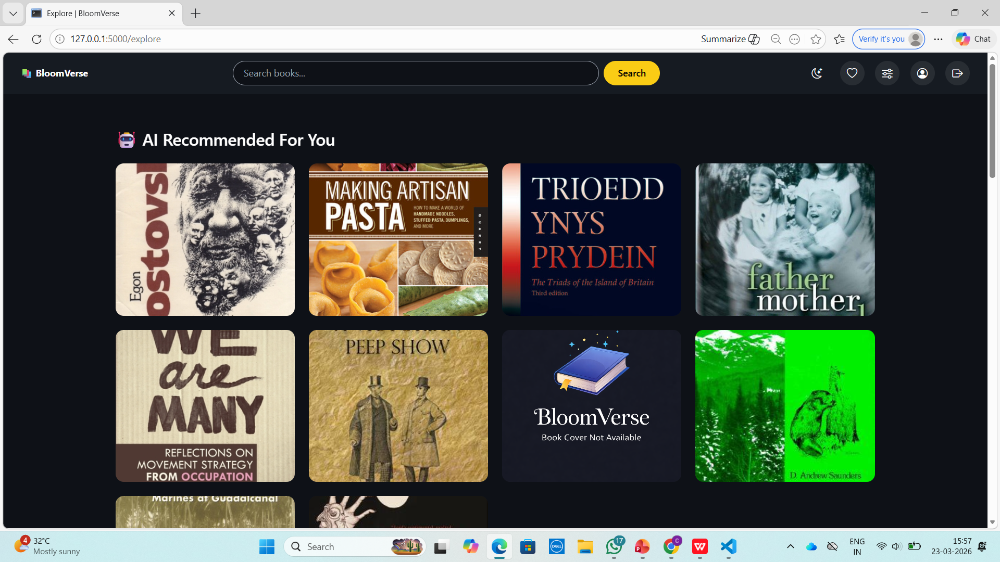 Explore | BloomVerse
127.0.0.1:5000/explore
Summarize
Verify it's you
Chat
BloomVerse
Search books...
Search
AI Recommended For You
Egon
MAKING ARTISAN
PASTA
HOW TO MAKE A WORLD OF
HANDMADE NOODLES,
STUFFED PASTA, DUMPLINGS,
AND MORE
QUARRY
TRIOEDD
YNYS
PRYDEIN
The Triads of the Island of Britain
Third edition
father
mother
WE
are
MANY
REFLECTIONS ON
MOVEMENT STRATEGY
FROM OCCUPATION
A VICTORIAN
PEEP SHOW
BloomVerse
Book Cover Not Available
D. Andrew Saunders
Marines at Guadalcanal
4
32°C
Mostly sunny
Search
DELL
17
P
C
W
ENG
IN
15:57
23-03-2026